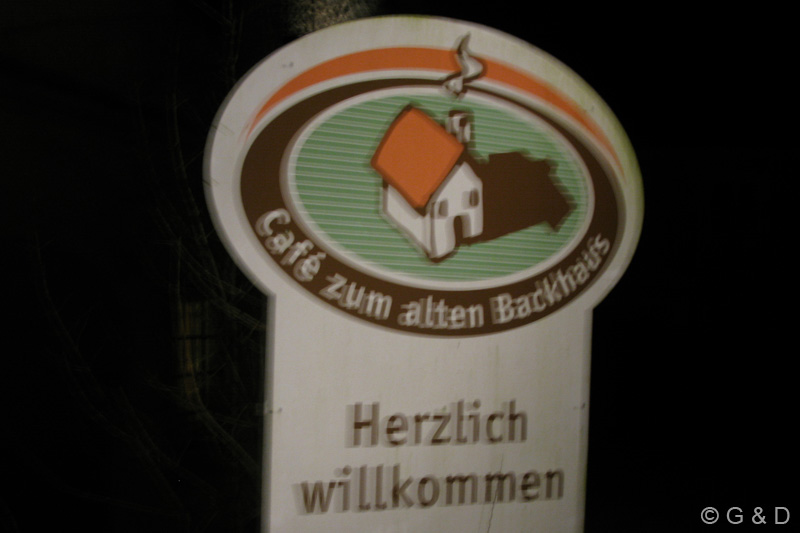 Café zum alten Backhaus
Herzlich
willkommen
© G & D